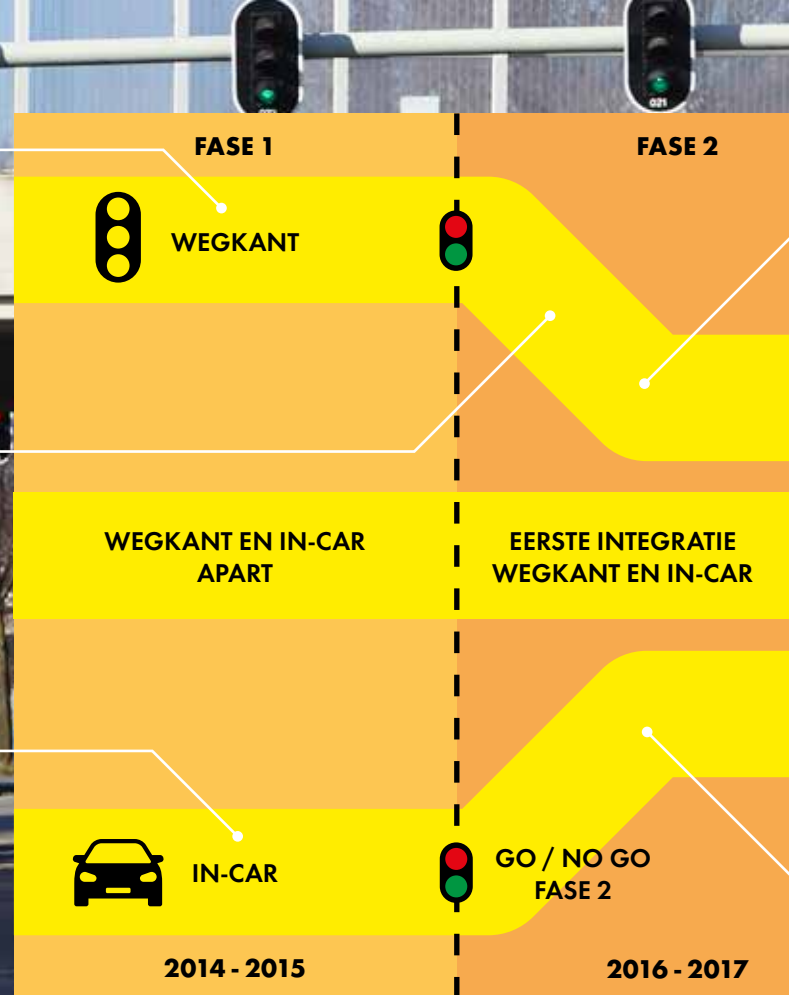 021
FASE 1
FASE 2
WEGKANT
WEGKANT EN IN-CAR
APART
EERSTE INTEGRATIE
WEGKANT EN IN-CAR
IN-CAR
GO / NO GO
FASE 2
2014 - 2015
2016 - 2017